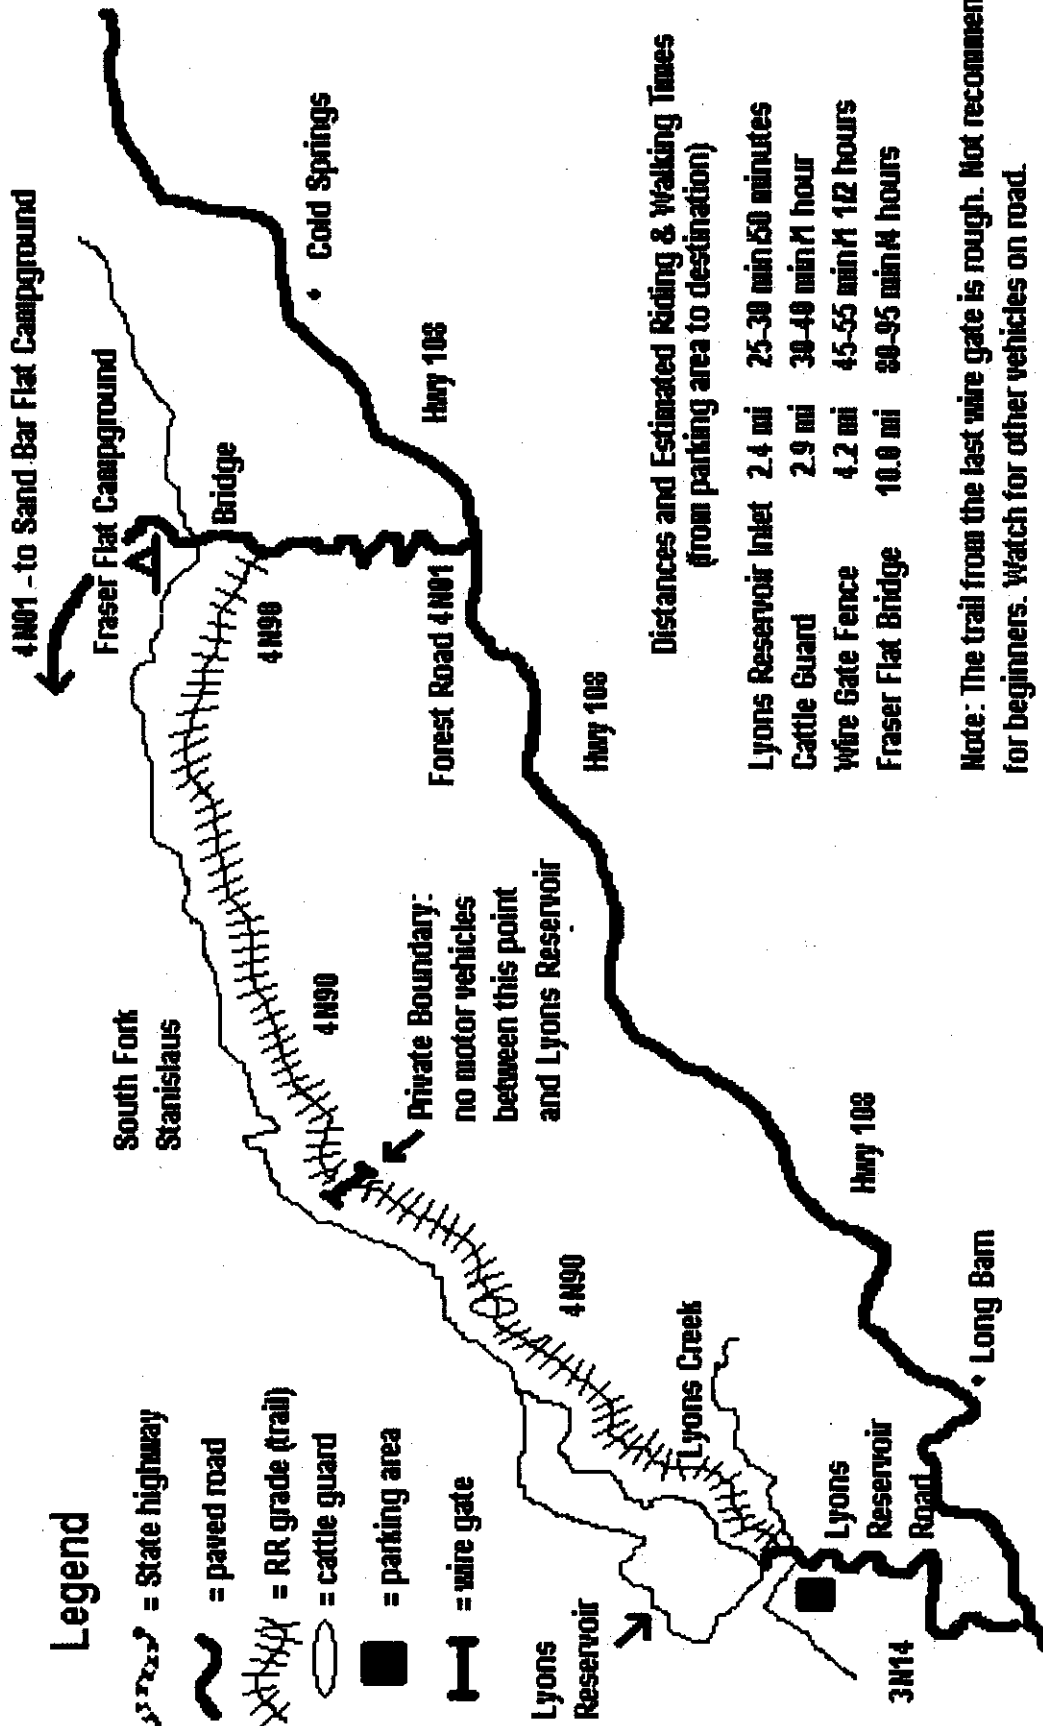 Legend
= State highway
= paved road
= RR grade (trail)
= cattle guard
= parking area
= wire gate
4N01 - to Sand Bar Flat Campground
Fraser Flat Campground
Bridge
Cold Springs
South Fork
Stanislaus
4N90
Hwy 108
Forest Road 4N01
4N90
Private Boundary:
no motor vehicles
between this point
and Lyons Reservoir
Hwy 108
4N90
Lyons Creek
Hwy 108
Long Barn
Lyons
Reservoir
Lyons
Reservoir
Road
3N14
Distances and Estimated Riding & Walking Times
(from parking area to destination)
Lyons Reservoir Inlet 2.4 mi 25-30 min/50 minutes
Cattle Guard 2.9 mi 30-40 min/1 hour
Wire Gate Fence 4.2 mi 45-55 min/1 1/2 hours
Fraser Flat Bridge 10.0 mi 80-95 min/4 hours
Note: The trail from the last wire gate is rough. Not recommen
for beginners. Watch for other vehicles on road.